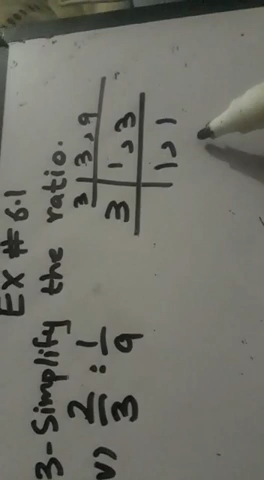 EX # 6.1
3- Simplify the ratio.
v) 2/3 : 1/9
3 | 3, 9
3 | 1, 3
1, 1